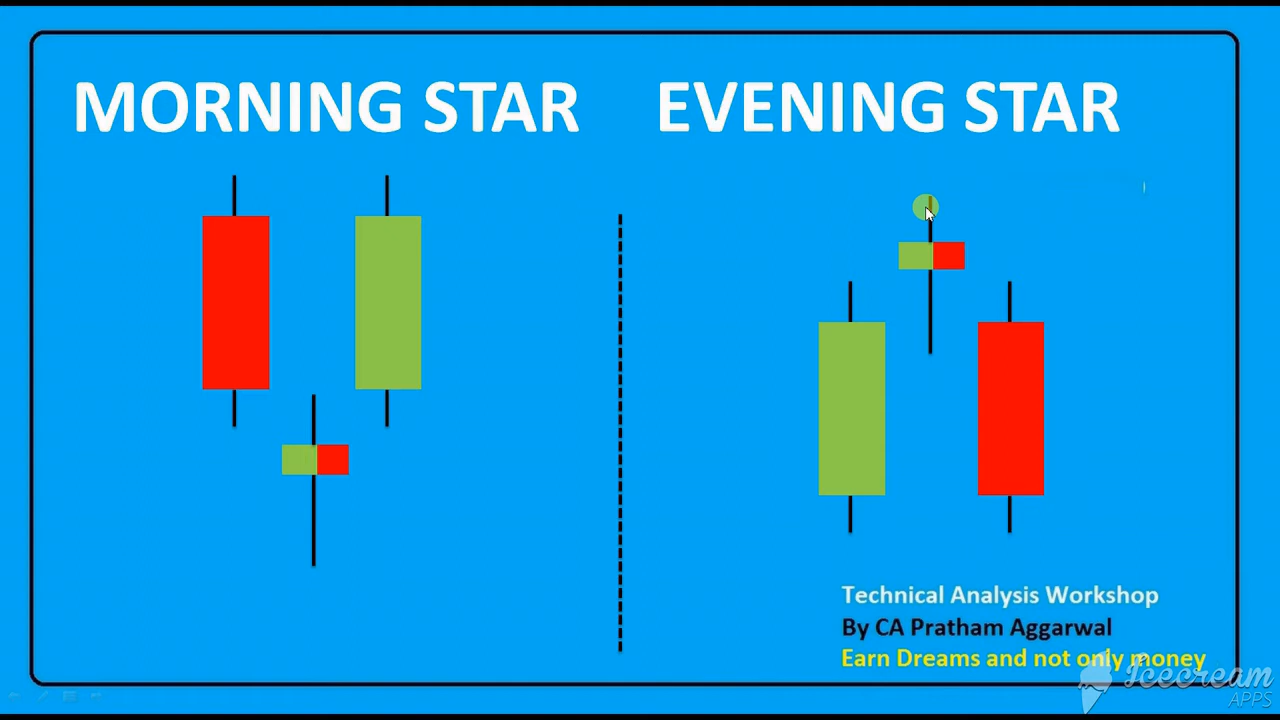 MORNING STAR
EVENING STAR
Technical Analysis Workshop
By CA Pratham Aggarwal
Earn Dreams and not only money
Icecream
APPS